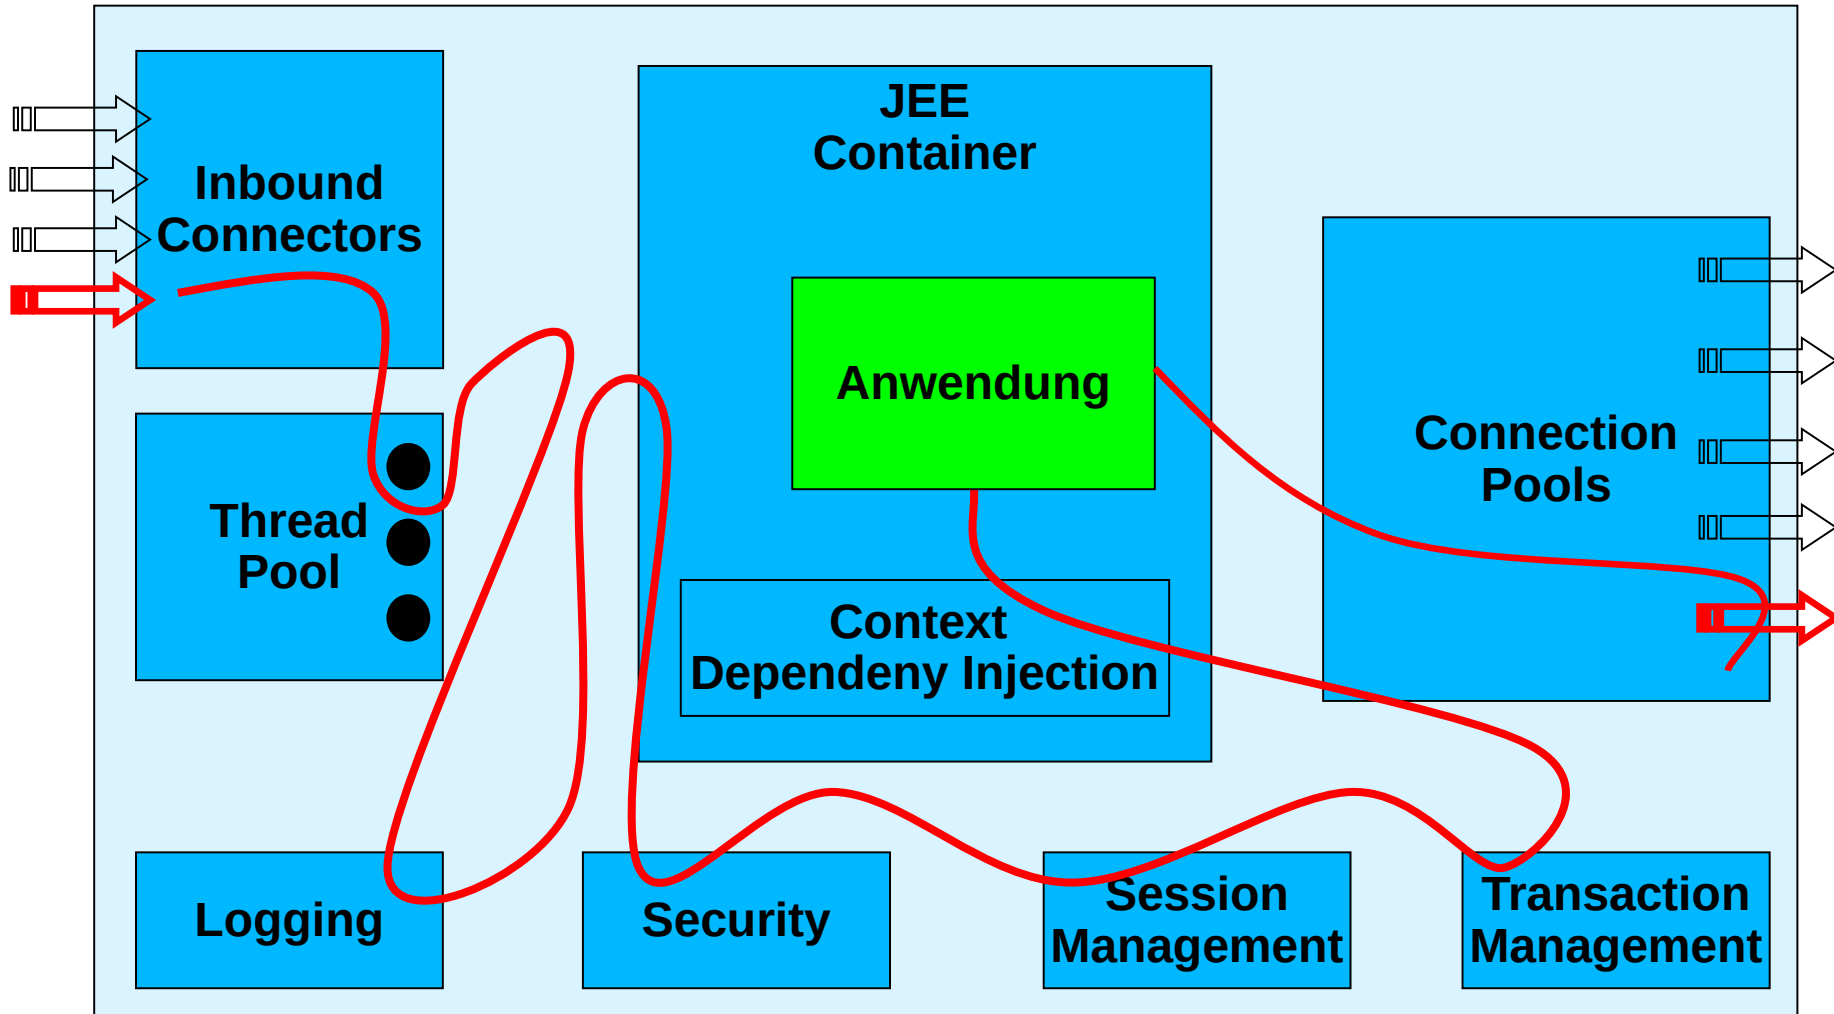 Inbound
Connectors
JEE
Container
Anwendung
Connection
Pools
Thread
Pool
Context
Dependeny Injection
Logging
Security
Session
Management
Transaction
Management